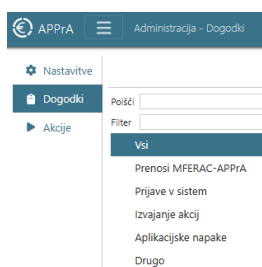 APPrA Administracija - Dogodki
Nastavitve
Dogodki
Akcije
Poišči
Filter
Vsi
Prenosi MFERAC-APPrA
Prijave v sistem
Izvajanje akcij
Aplikacijske napake
Drugo